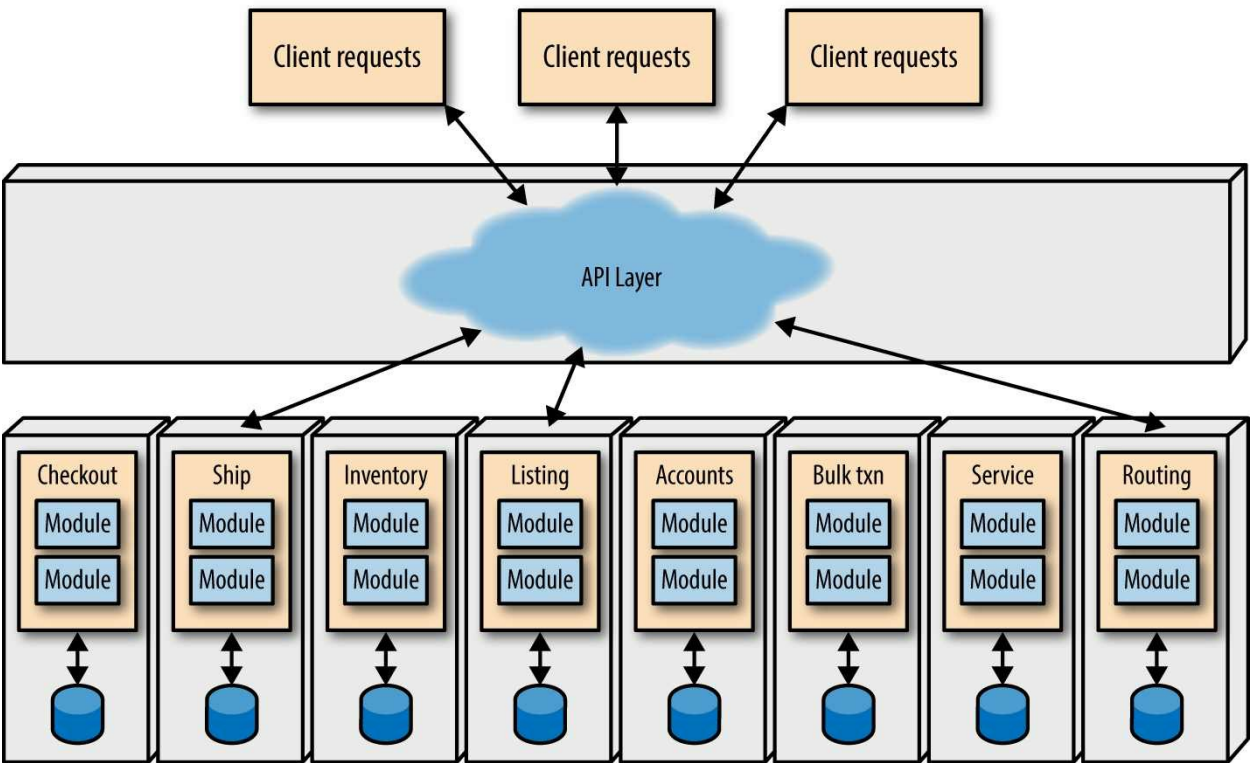 Client requests
Client requests
Client requests
API Layer
Checkout
Module
Module
Ship
Module
Module
Inventory
Module
Module
Listing
Module
Module
Accounts
Module
Module
Bulk txn
Module
Module
Service
Module
Module
Routing
Module
Module